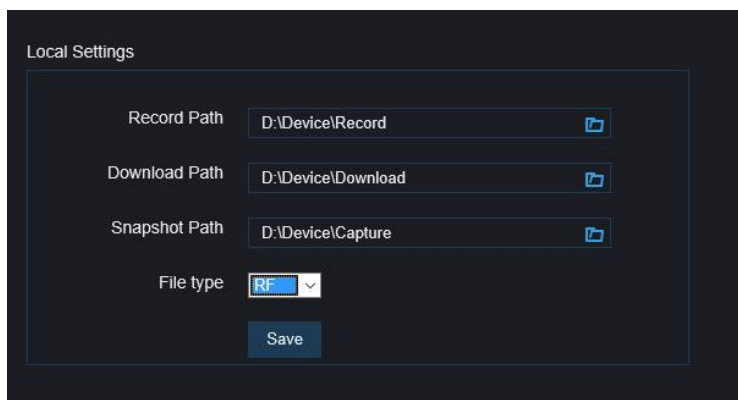 Local Settings
Record Path D:\Device\Record
Download Path D:\Device\Download
Snapshot Path D:\Device\Capture
File type RF
Save